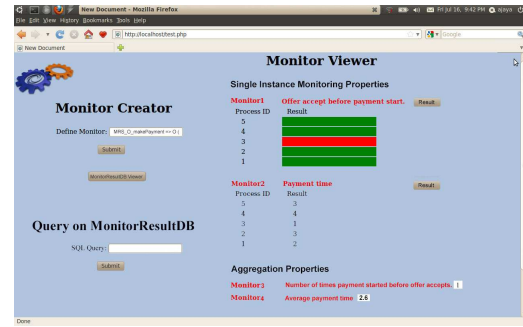 New Document - Mozilla Firefox
Fri Jul 16, 9:42 PM ajaya
File Edit View History Bookmarks Tools Help
http://localhost/test.php
Google
New Document
Monitor Viewer
Single Instance Monitoring Properties
Monitor Creator
Define Monitor: MRS_O_makePayment => O (
Submit
MonitorResultDB Viewer
Query on MonitorResultDB
SQL Query:
Submit
Monitor1 Offer accept before payment start. Result
Process ID Result
5
4
3
2
1
Monitor2 Payment time Result
Process ID Result
5 3
4 4
3 1
2 3
1 2
Aggregation Properties
Monitor3 Number of times payment started before offer accepts. 1
Monitor4 Average payment time 2.6
Done